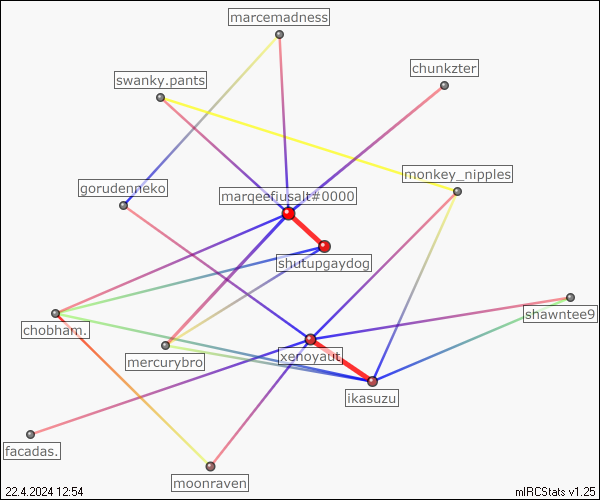 marcemadness
chunkzter
swanky.pants
monkey_nipples
gorudenneko
marqeefiusalt#0000
shutupgaydog
shawntee9
chobham.
mercurybro
xenoyaut
ikasuzu
facadas.
moonraven
22.4.2024 12:54
mIRCStats v1.25